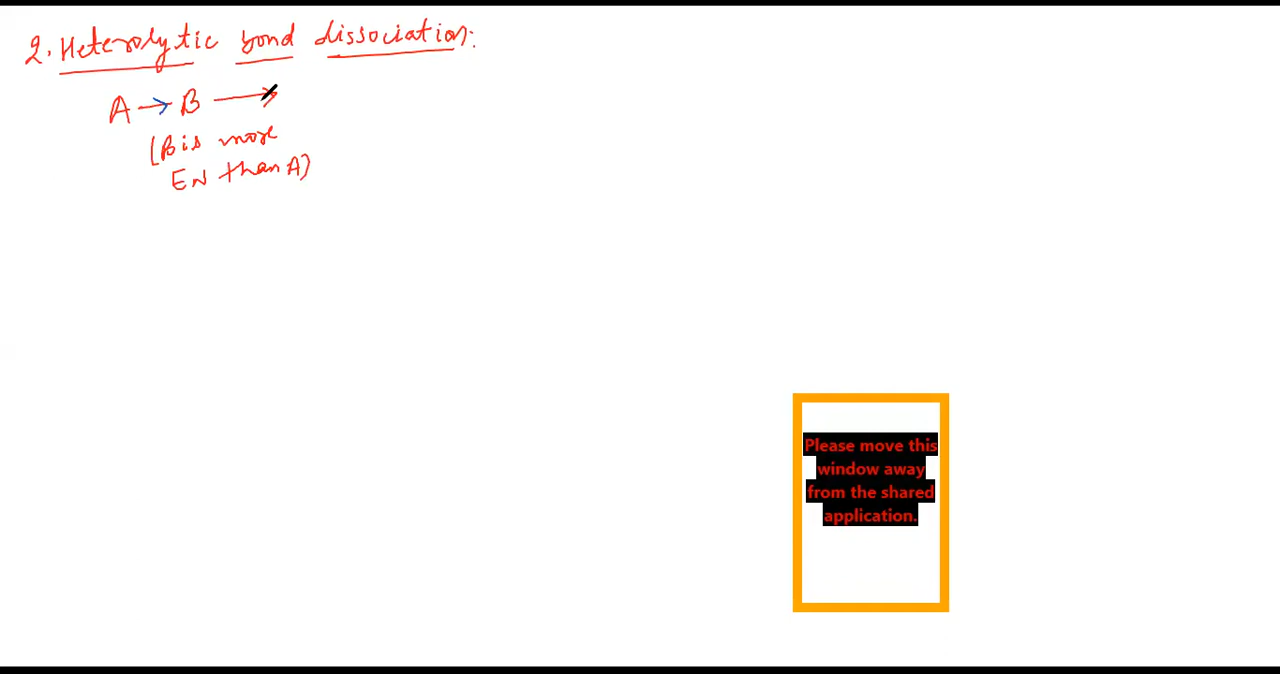 2. Heterolytic bond dissociation:
A → B →
(B is more
EN than A)
Please move this
window away
from the shared
application.